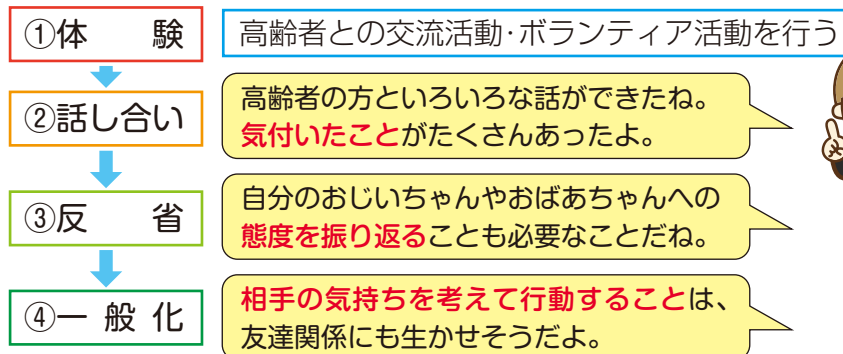 ①体　験
高齢者との交流活動・ボランティア活動を行う
②話し合い
高齢者の方といろいろな話ができたね。
気付いたことがたくさんあったよ。
③反　省
自分のおじいちゃんやおばあちゃんへの
態度を振り返ることも必要なことだね。
④一 般 化
相手の気持ちを考えて行動することは、
友達関係にも生かせそうだよ。